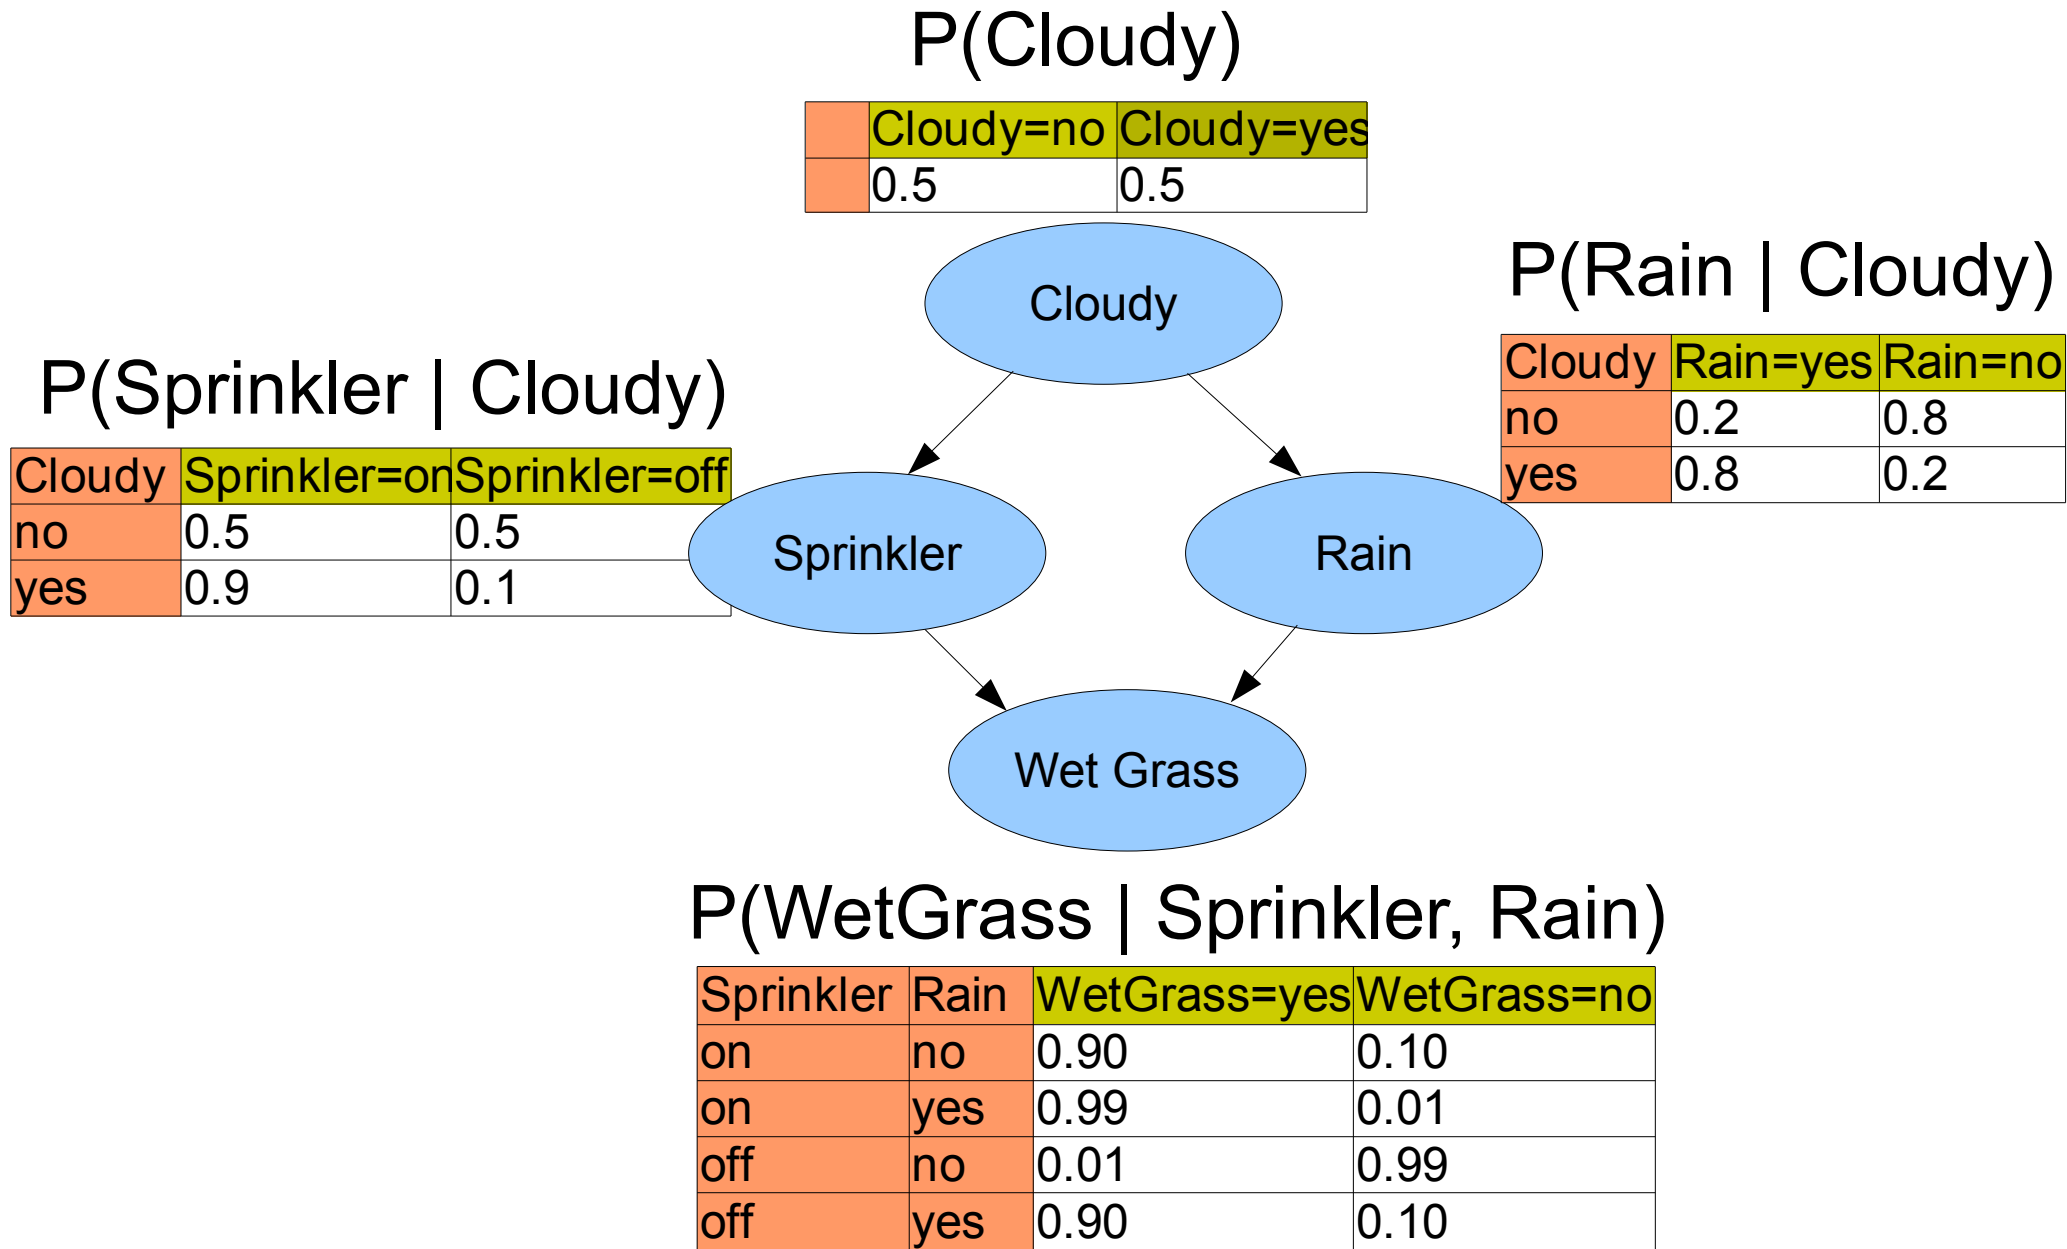 P(Cloudy)
Cloudy=no Cloudy=yes
0.5 0.5
Cloudy
P(Rain | Cloudy)
Cloudy Rain=yes Rain=no
no 0.2 0.8
yes 0.8 0.2
P(Sprinkler | Cloudy)
Cloudy Sprinkler=on Sprinkler=off
no 0.5 0.5
yes 0.9 0.1
Sprinkler
Rain
Wet Grass
P(WetGrass | Sprinkler, Rain)
Sprinkler Rain WetGrass=yes WetGrass=no
on no 0.90 0.10
on yes 0.99 0.01
off no 0.01 0.99
off yes 0.90 0.10